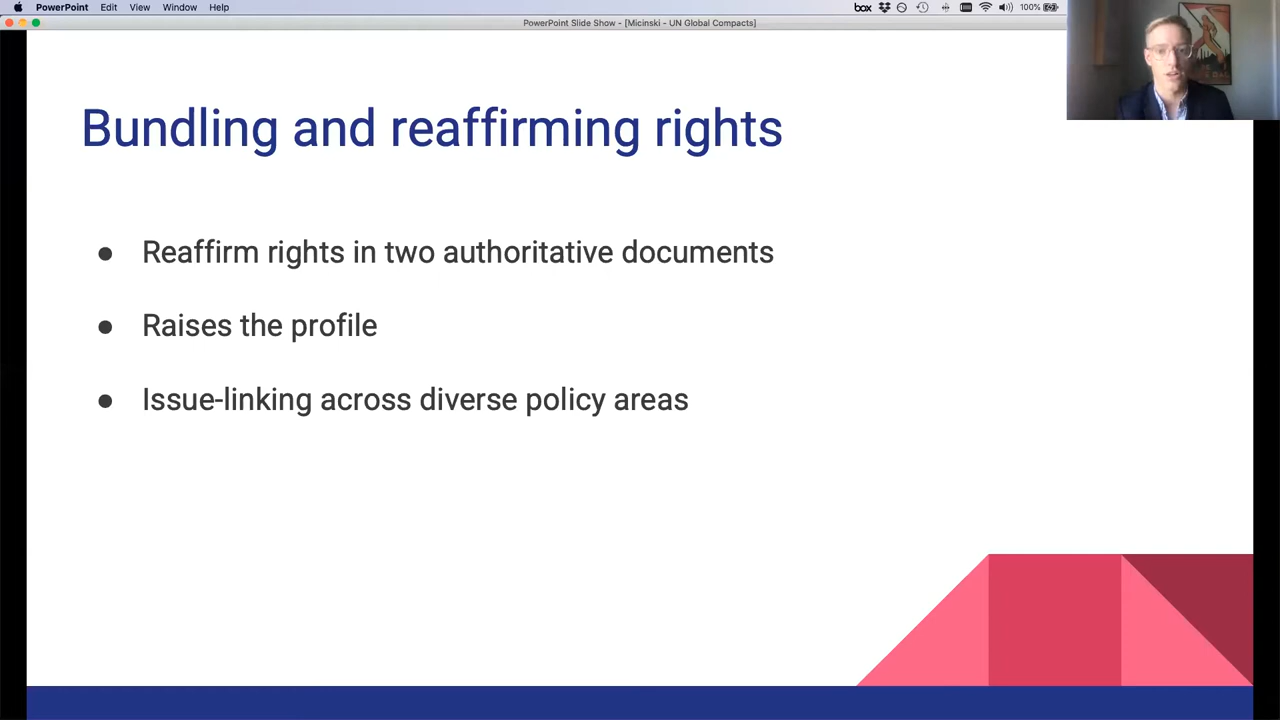 PowerPoint Edit View Window Help box 100%
PowerPoint Slide Show - [Micinski - UN Global Compacts]
Bundling and reaffirming rights
● Reaffirm rights in two authoritative documents
● Raises the profile
● Issue-linking across diverse policy areas